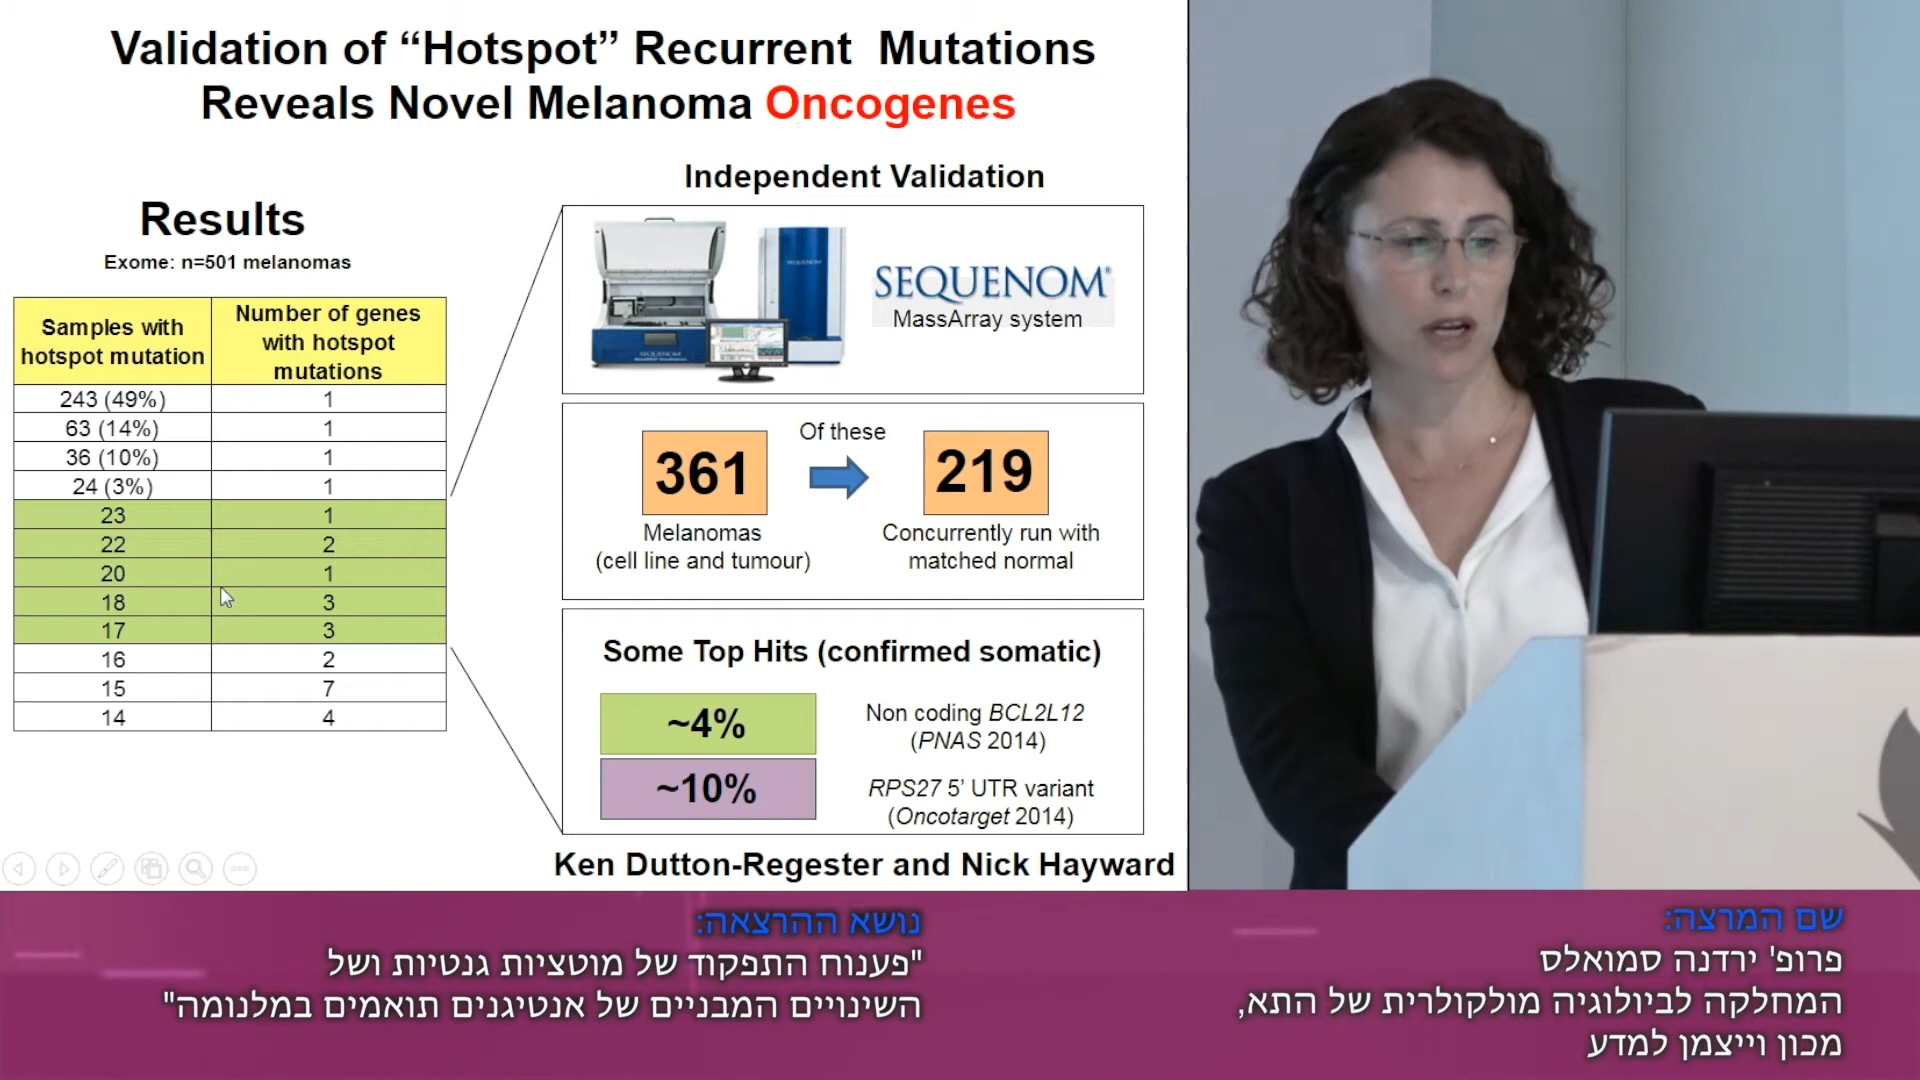 Validation of “Hotspot” Recurrent Mutations
Reveals Novel Melanoma Oncogenes
Results
Exome: n=501 melanomas
Samples with hotspot mutation | Number of genes with hotspot mutations
243 (49%) 1
63 (14%) 1
36 (10%) 1
24 (3%) 1
23 1
22 2
20 1
18 3
17 3
16 2
15 7
14 4
Independent Validation
SEQUENOM®
MassArray system
SEQUENOM
SEQUENOM
361
Melanomas
(cell line and tumour)
Of these
219
Concurrently run with
matched normal
Some Top Hits (confirmed somatic)
~4%
Non coding BCL2L12
(PNAS 2014)
~10%
RPS27 5’ UTR variant
(Oncotarget 2014)
Ken Dutton-Regester and Nick Hayward
שם המרצה:
פרופ' ירדנה סמואלס
המחלקה לביולוגיה מולקולרית של התא,
מכון וייצמן למדע
נושא ההרצאה:
"פענוח התפקוד של מוטציות גנטיות ושל
השינויים המבניים של אנטיגנים תואמים במלנומה"